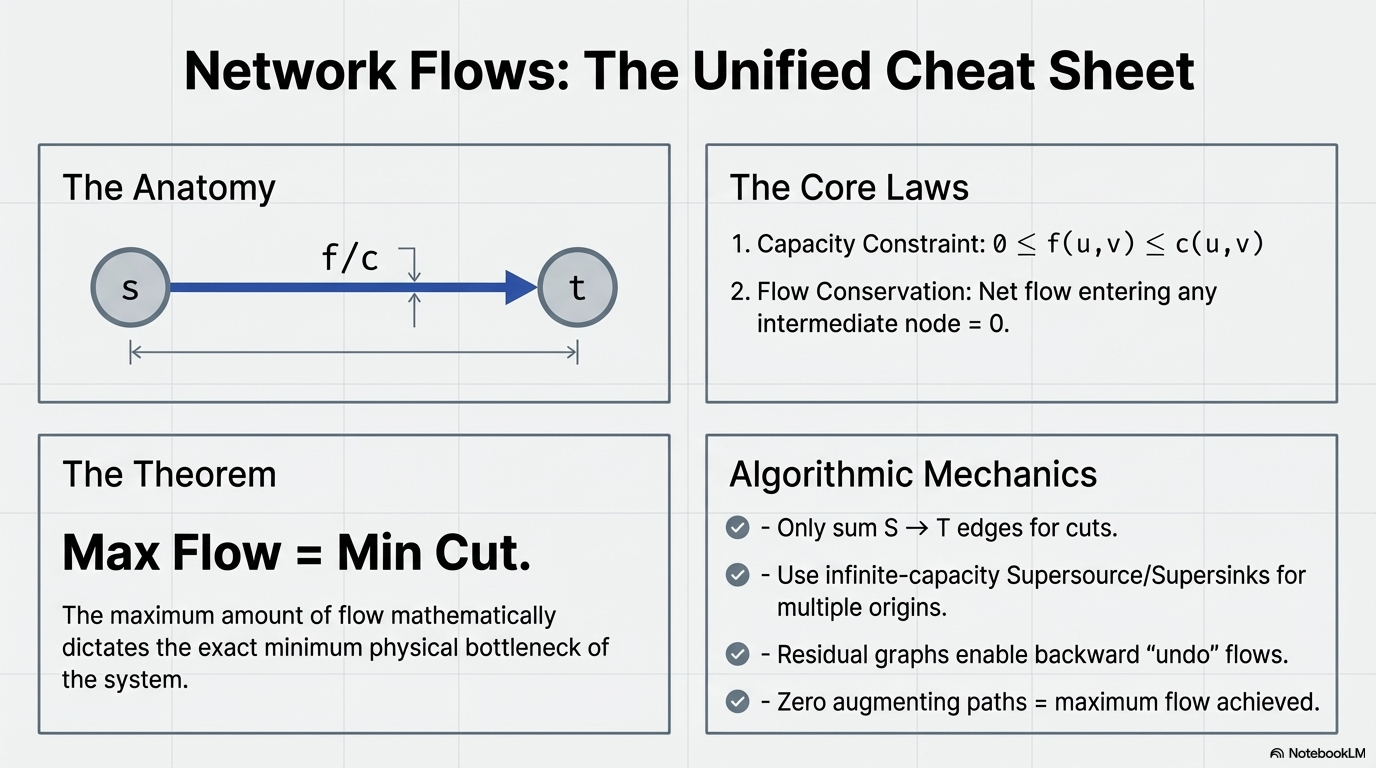 Network Flows: The Unified Cheat Sheet
The Anatomy
f/c
s
t
The Core Laws
1. Capacity Constraint: 0 ≤ f(u,v) ≤ c(u,v)
2. Flow Conservation: Net flow entering any
intermediate node = 0.
The Theorem
Max Flow = Min Cut.
The maximum amount of flow mathematically
dictates the exact minimum physical bottleneck of
the system.
Algorithmic Mechanics
- Only sum S → T edges for cuts.
- Use infinite-capacity Supersource/Supersinks for
multiple origins.
- Residual graphs enable backward “undo” flows.
- Zero augmenting paths = maximum flow achieved.
NotebookLM